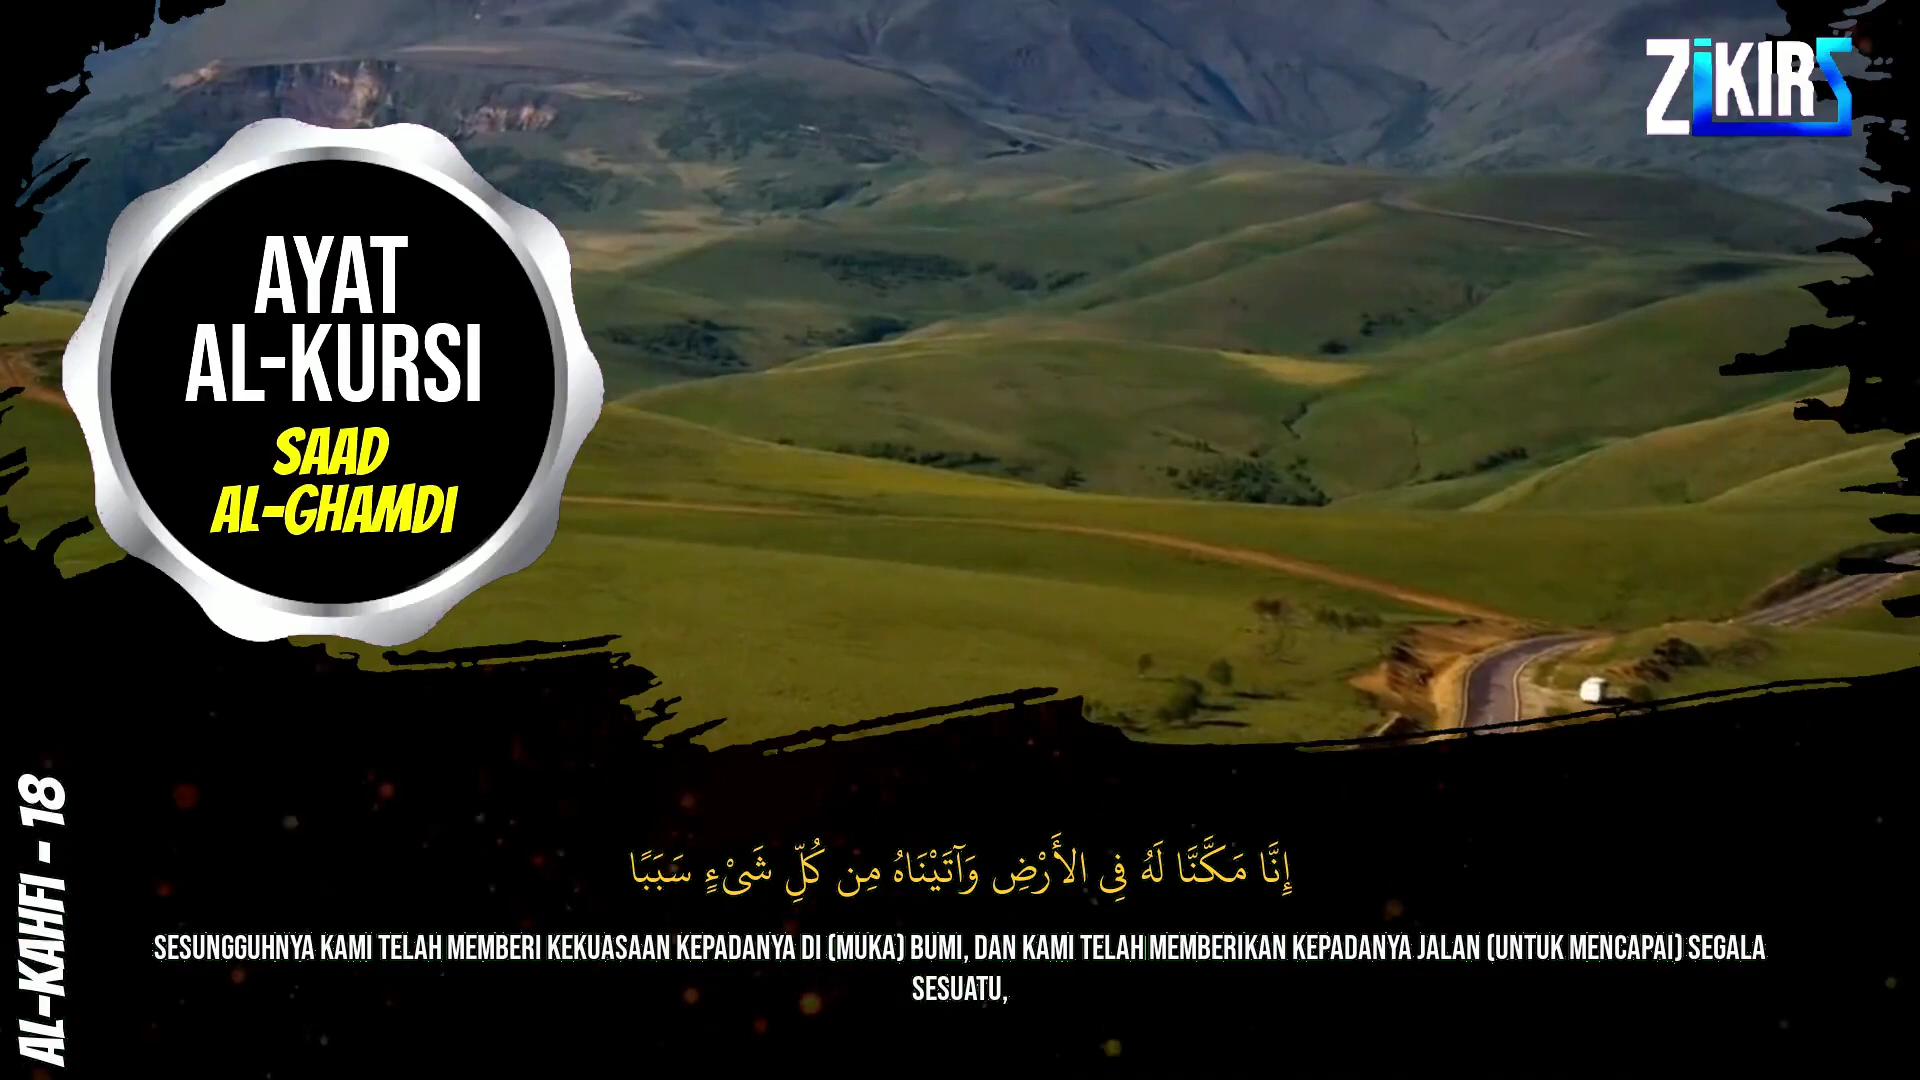 ZIKIRS
AYAT
AL-KURSI
SAAD
AL-GHAMDI
AL-KAHFI - 18
إِنَّا مَكَّنَّا لَهُ فِى الأَرْضِ وَآتَيْنَاهُ مِن كُلِّ شَىْءٍ سَبَبًا
SESUNGGUHNYA KAMI TELAH MEMBERI KEKUASAAN KEPADANYA DI (MUKA) BUMI, DAN KAMI TELAH MEMBERIKAN KEPADANYA JALAN (UNTUK MENCAPAI) SEGALA
SESUATU,